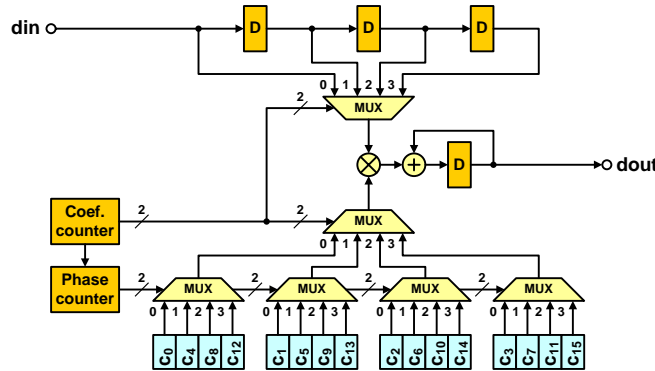 din
D D D
0 1 2 3
2 MUX
D
dout
Coef. counter
2
2 MUX
0 1 2 3
Phase counter
2 MUX 2 MUX 2 MUX 2 MUX
0 1 2 3 0 1 2 3 0 1 2 3 0 1 2 3
C0 C4 C8 C12 C1 C5 C9 C13 C2 C6 C10 C14 C3 C7 C11 C15